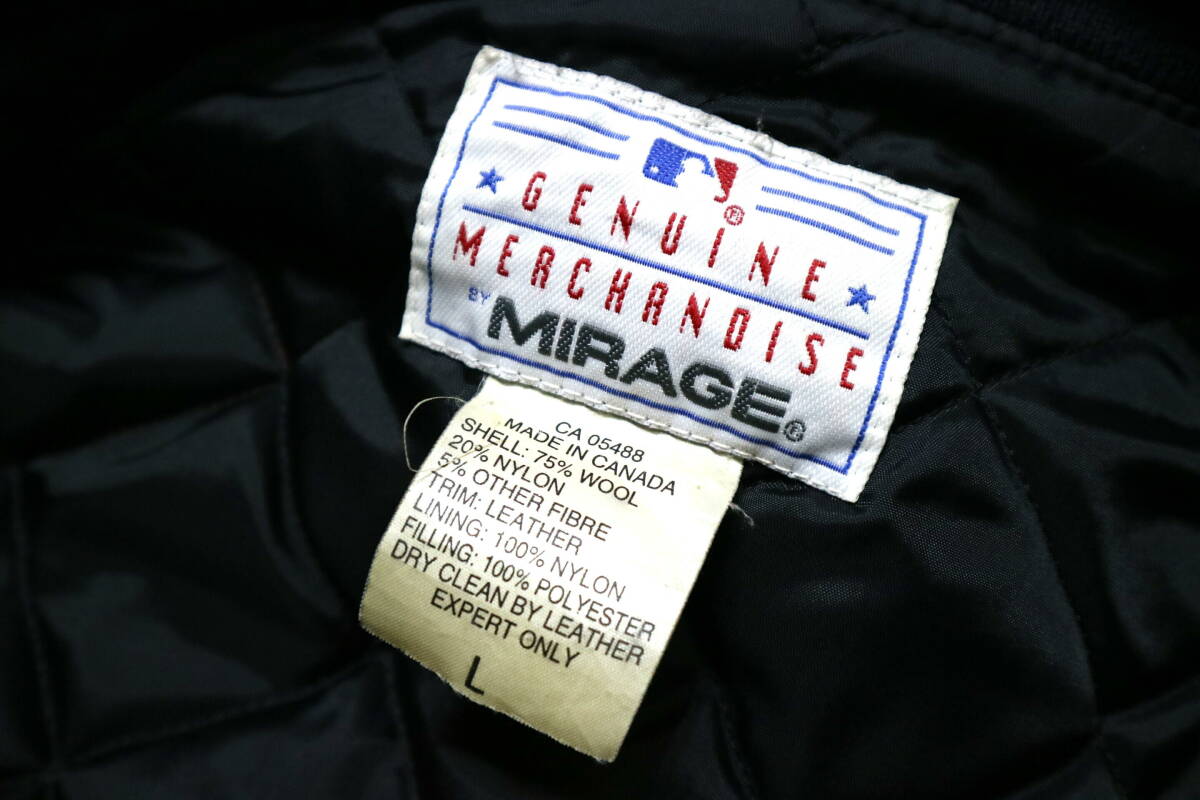 GENUINE
MERCHANDISE
BY MIRAGE®
CA 05488
MADE IN CANADA
SHELL: 75% WOOL
20% NYLON
5% OTHER FIBRE
TRIM: LEATHER
LINING: 100% NYLON
FILLING: 100% POLYESTER
DRY CLEAN BY LEATHER
EXPERT ONLY
L